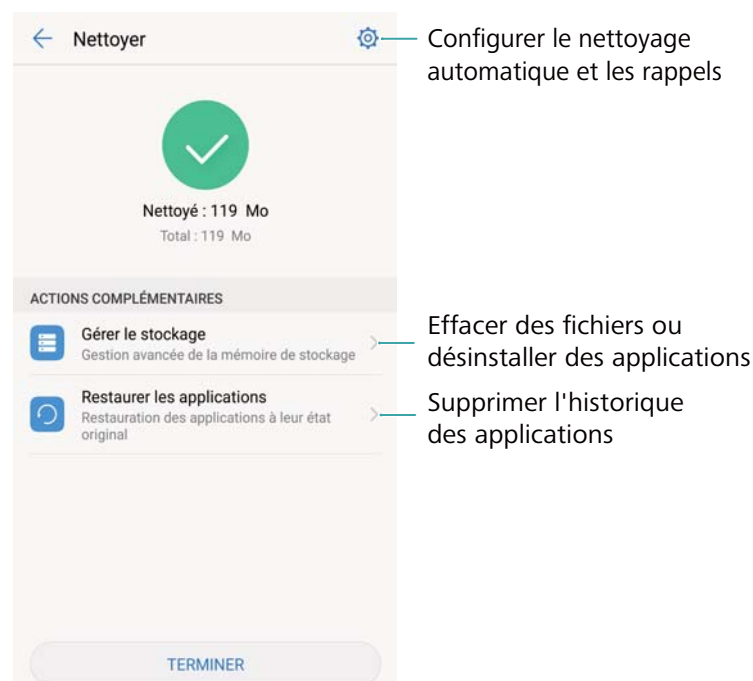 Nettoyer
Configurer le nettoyage
automatique et les rappels
Nettoyé : 119 Mo
Total : 119 Mo
ACTIONS COMPLÉMENTAIRES
Gérer le stockage
Gestion avancée de la mémoire de stockage
Effacer des fichiers ou
désinstaller des applications
Restaurer les applications
Restauration des applications à leur état
original
Supprimer l'historique
des applications
TERMINER